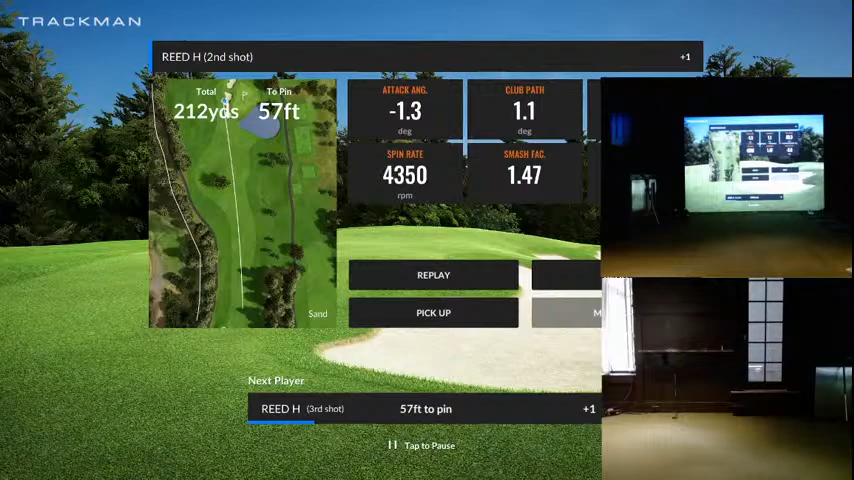 TRACKMAN
REED H (2nd shot) +1
Total To Pin
212yds 57ft
ATTACK ANG. CLUB PATH
-1.3 1.1
deg deg
SPIN RATE SMASH FAC.
4350 1.47
rpm
REPLAY
Sand
PICK UP M
Next Player
REED H (3rd shot) 57ft to pin +1
Tap to Pause